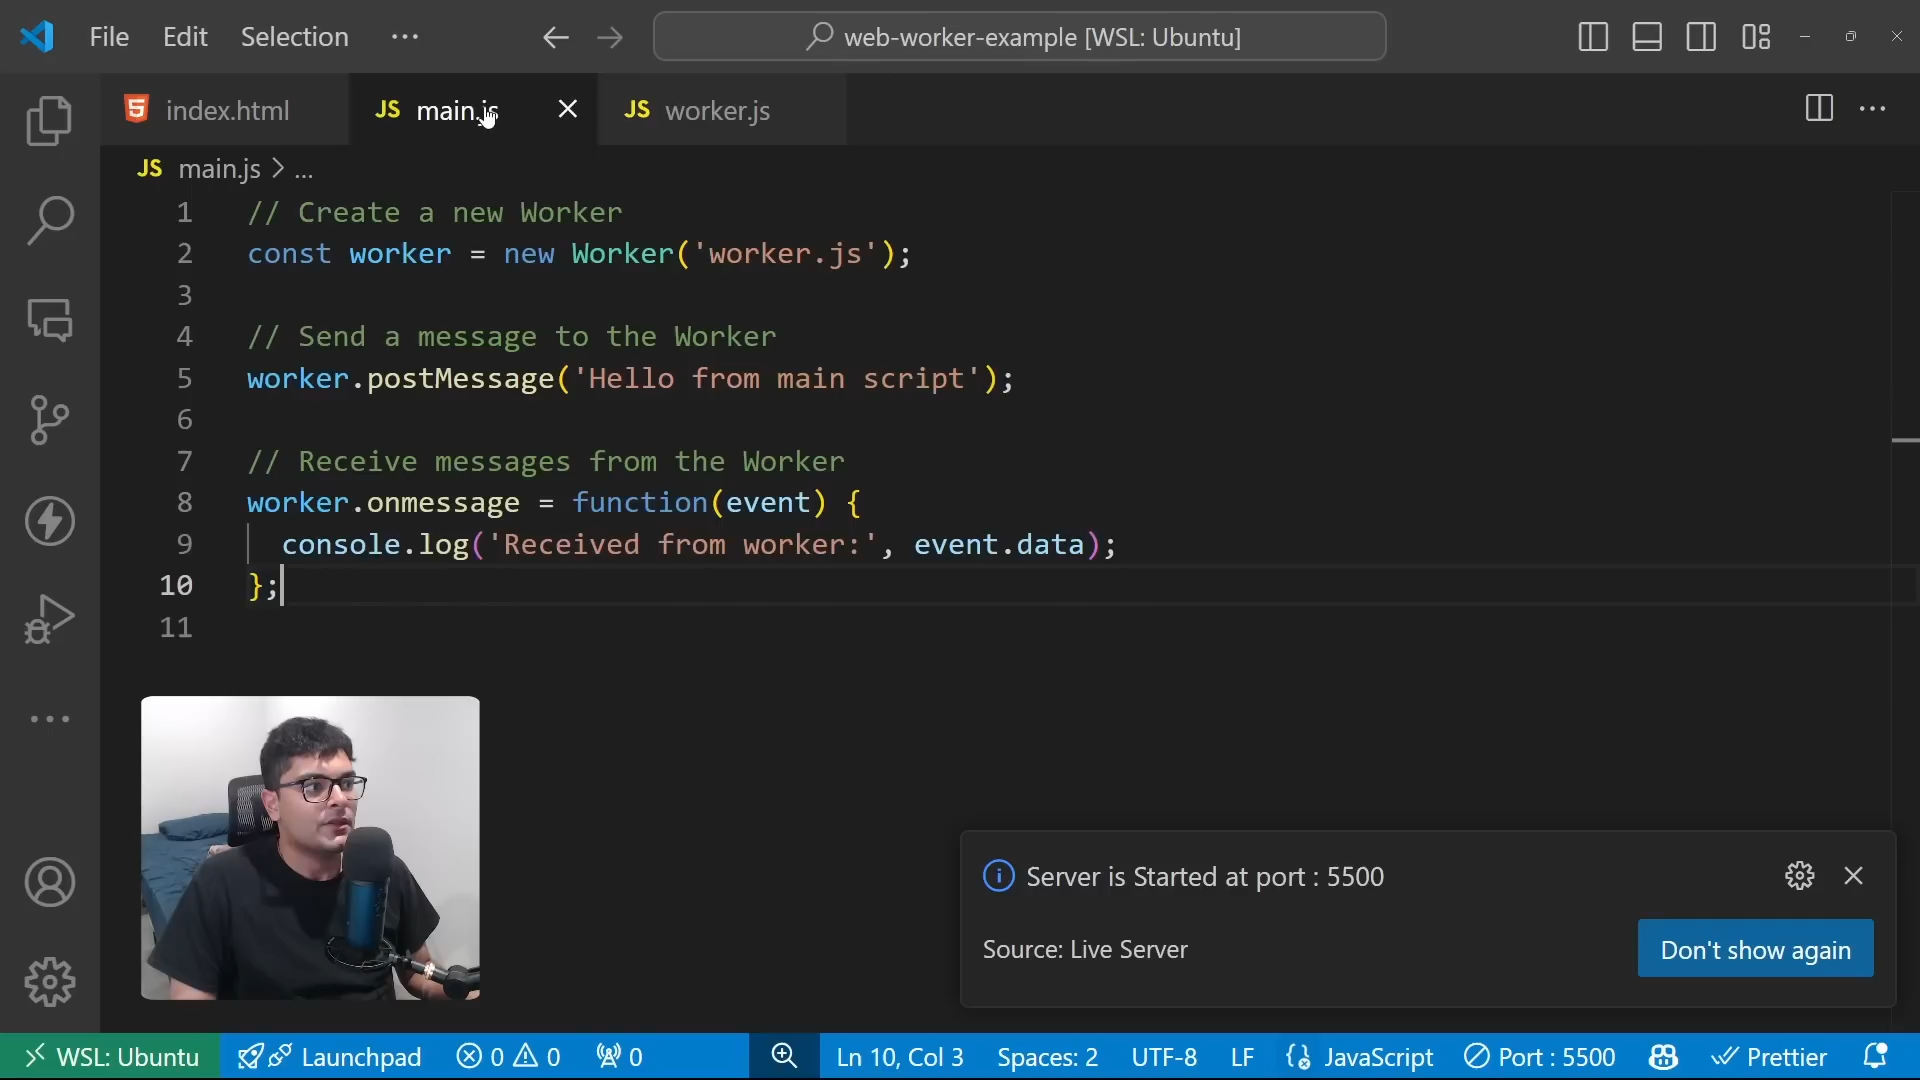 File Edit Selection ··· web-worker-example [WSL: Ubuntu]
index.html JS main.js JS worker.js
JS main.js > ...
1 // Create a new Worker
2 const worker = new Worker('worker.js');
3
4 // Send a message to the Worker
5 worker.postMessage('Hello from main script');
6
7 // Receive messages from the Worker
8 worker.onmessage = function(event) {
9 console.log('Received from worker:', event.data);
10 };
11
Server is Started at port : 5500
Source: Live Server Don't show again
WSL: Ubuntu Launchpad 0 0 0 Ln 10, Col 3 Spaces: 2 UTF-8 LF JavaScript Port : 5500 Prettier